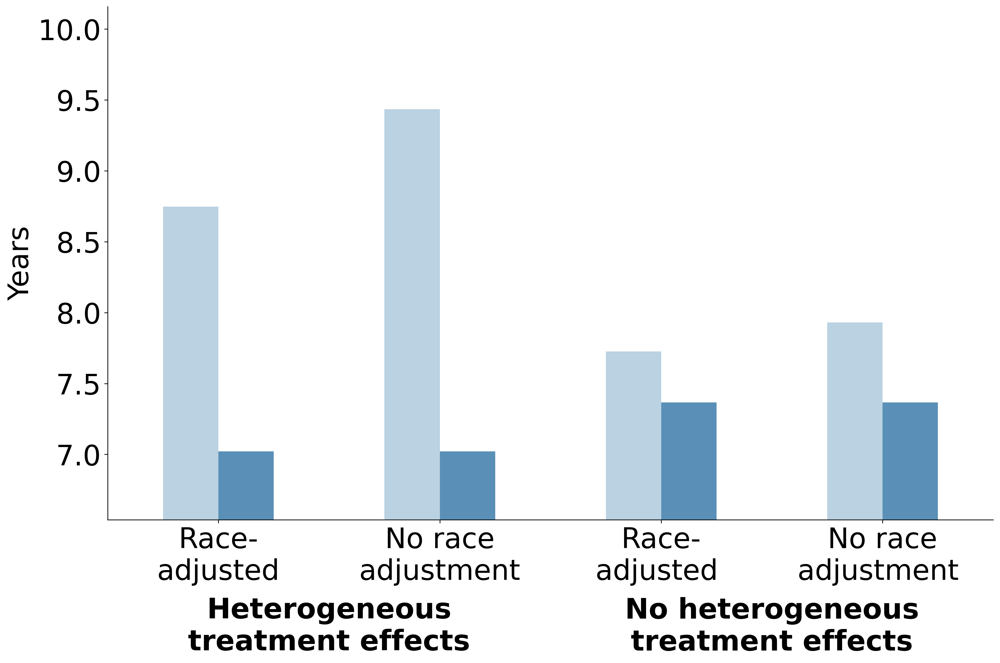 10.0
9.5
9.0
8.5
8.0
7.5
7.0
Years
Race-
adjusted
No race
adjustment
Race-
adjusted
No race
adjustment
Heterogeneous
treatment effects
No heterogeneous
treatment effects